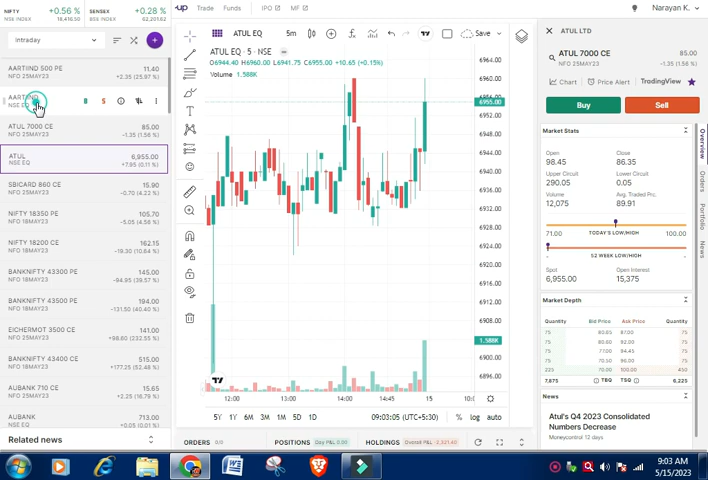 NIFTY +0.56 % SENSEX +0.28 %
NSE INDEX 18,416.50 BSE INDEX 62,201.62
up Trade Funds IPO MF Narayan K.
Intraday
AARTIIND 500 PE 11.40
NFO 25MAY23 +2.35 (25.97 %)
AARTIIND B S
NSE EQ
ATUL 7000 CE 85.00
NFO 25MAY23 -1.35 (1.56 %)
ATUL 6,955.00
NSE EQ +7.65 (0.11 %)
SBICARD 860 CE 15.90
NFO 25MAY23 -0.70 (4.22 %)
NIFTY 18350 PE 105.70
NFO 18MAY23 -5.05 (4.56 %)
NIFTY 18200 CE 162.15
NFO 18MAY23 -19.30 (10.64 %)
BANKNIFTY 43300 PE 145.00
NFO 18MAY23 -94.95 (39.57 %)
BANKNIFTY 43500 PE 194.00
NFO 18MAY23 -131.50 (40.40 %)
EICHERMOT 3500 CE 141.00
NFO 25MAY23 +98.60 (232.55 %)
BANKNIFTY 43400 CE 515.00
NFO 18MAY23 +177.25 (52.48 %)
AUBANK 710 CE 15.65
NFO 25MAY23 +2.25 (16.79 %)
AUBANK 713.00
NSE EQ +0.05 (0.01 %)
Related news
ATUL EQ 5m Save
ATUL EQ · 5 · NSE
O6944.40 H6960.00 L6941.75 C6955.00 +10.65 (+0.15%)
Volume 1.588K
6964.00
6960.00
6955.00
6952.00
6948.00
6944.00
6940.00
6936.00
6932.00
6928.00
6924.00
6920.00
6916.00
6912.00
6908.00
6904.00
1.588K
6900.00
6896.00
12:00 13:00 14:00 15:00 15 10:0
5Y 1Y 6M 3M 1M 5D 1D 09:03:05 (UTC+5:30) % log auto
ORDERS 0/0 POSITIONS Day P&L 0.00 HOLDINGS Overall P&L -2,321.40
ATUL LTD
ATUL 7000 CE 85.00
NFO 25MAY23 -1.35 (1.56 %)
Chart Price Alert TradingView
Buy Sell
Market Stats
Open Close
98.45 86.35
Upper Circuit Lower Circuit
290.05 0.05
Volume Avg. Traded Prc.
12,075 89.91
71.00 TODAY'S LOW/HIGH 100.00
- 52 WEEK LOW/HIGH -
Spot Open Interest
6,955.00 15,375
Market Depth
Quantity Bid Price Ask Price Quantity
75 80.65 87.00 75
75 80.60 92.00 75
75 77.00 94.45 75
75 70.50 96.00 75
225 70.00 100.00 450
7,875 TBQ TSQ 6,225
News
Atul's Q4 2023 Consolidated
Numbers Decrease
Moneycontrol 12 days
Overview
Orders
Portfolio
News
9:03 AM
5/15/2023